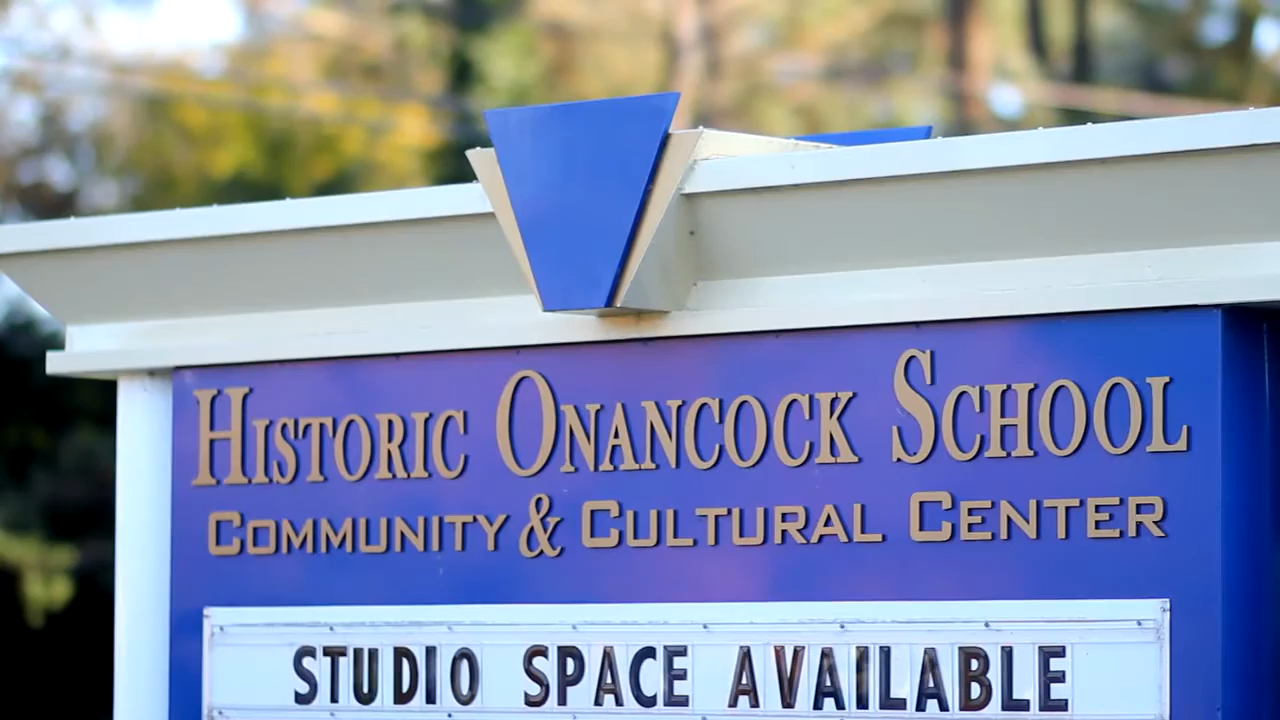 HISTORIC ONANCOCK SCHOOL
COMMUNITY & CULTURAL CENTER
STUDIO SPACE AVAILABLE